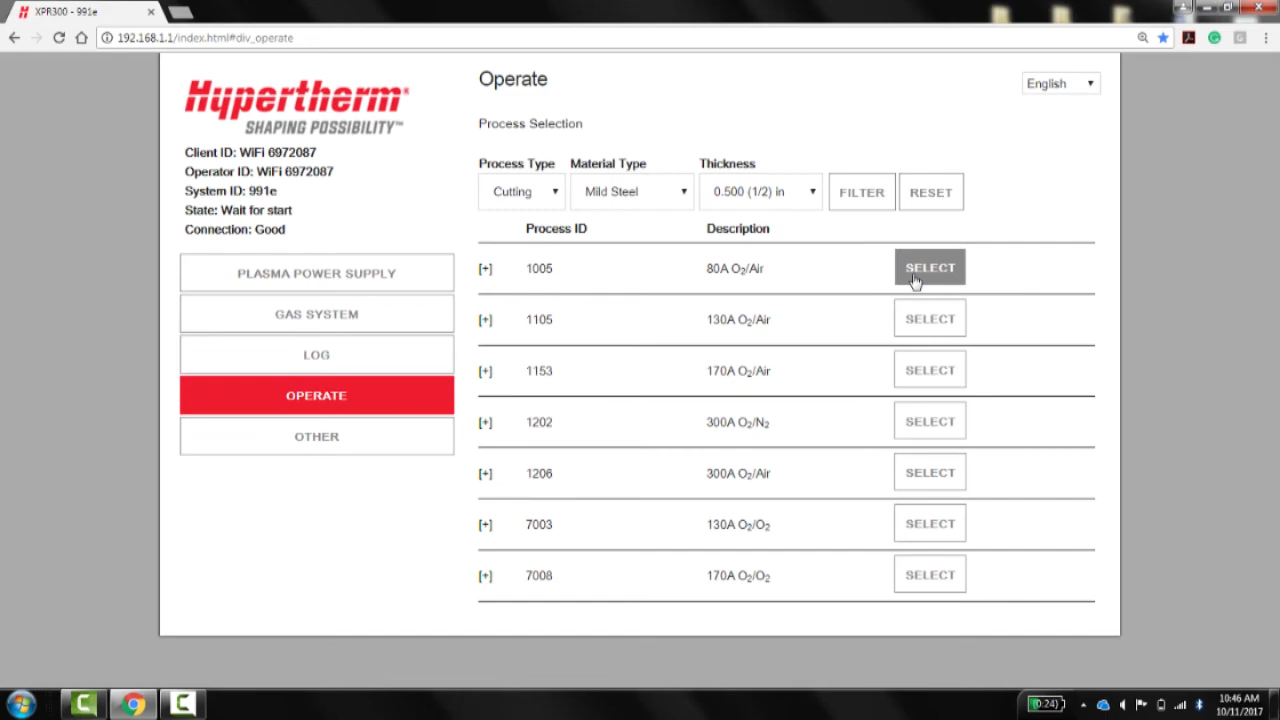 XPR300 - 991e
192.168.1.1/index.html#div_operate
Hypertherm®
SHAPING POSSIBILITY™
Client ID: WiFi 6972087
Operator ID: WiFi 6972087
System ID: 991e
State: Wait for start
Connection: Good
PLASMA POWER SUPPLY
GAS SYSTEM
LOG
OPERATE
OTHER
Operate
English
Process Selection
Process Type Material Type Thickness
Cutting Mild Steel 0.500 (1/2) in FILTER RESET
Process ID Description
[+] 1005 80A O₂/Air SELECT
[+] 1105 130A O₂/Air SELECT
[+] 1153 170A O₂/Air SELECT
[+] 1202 300A O₂/N₂ SELECT
[+] 1206 300A O₂/Air SELECT
[+] 7003 130A O₂/O₂ SELECT
[+] 7008 170A O₂/O₂ SELECT
(0:24)
10:46 AM
10/11/2017